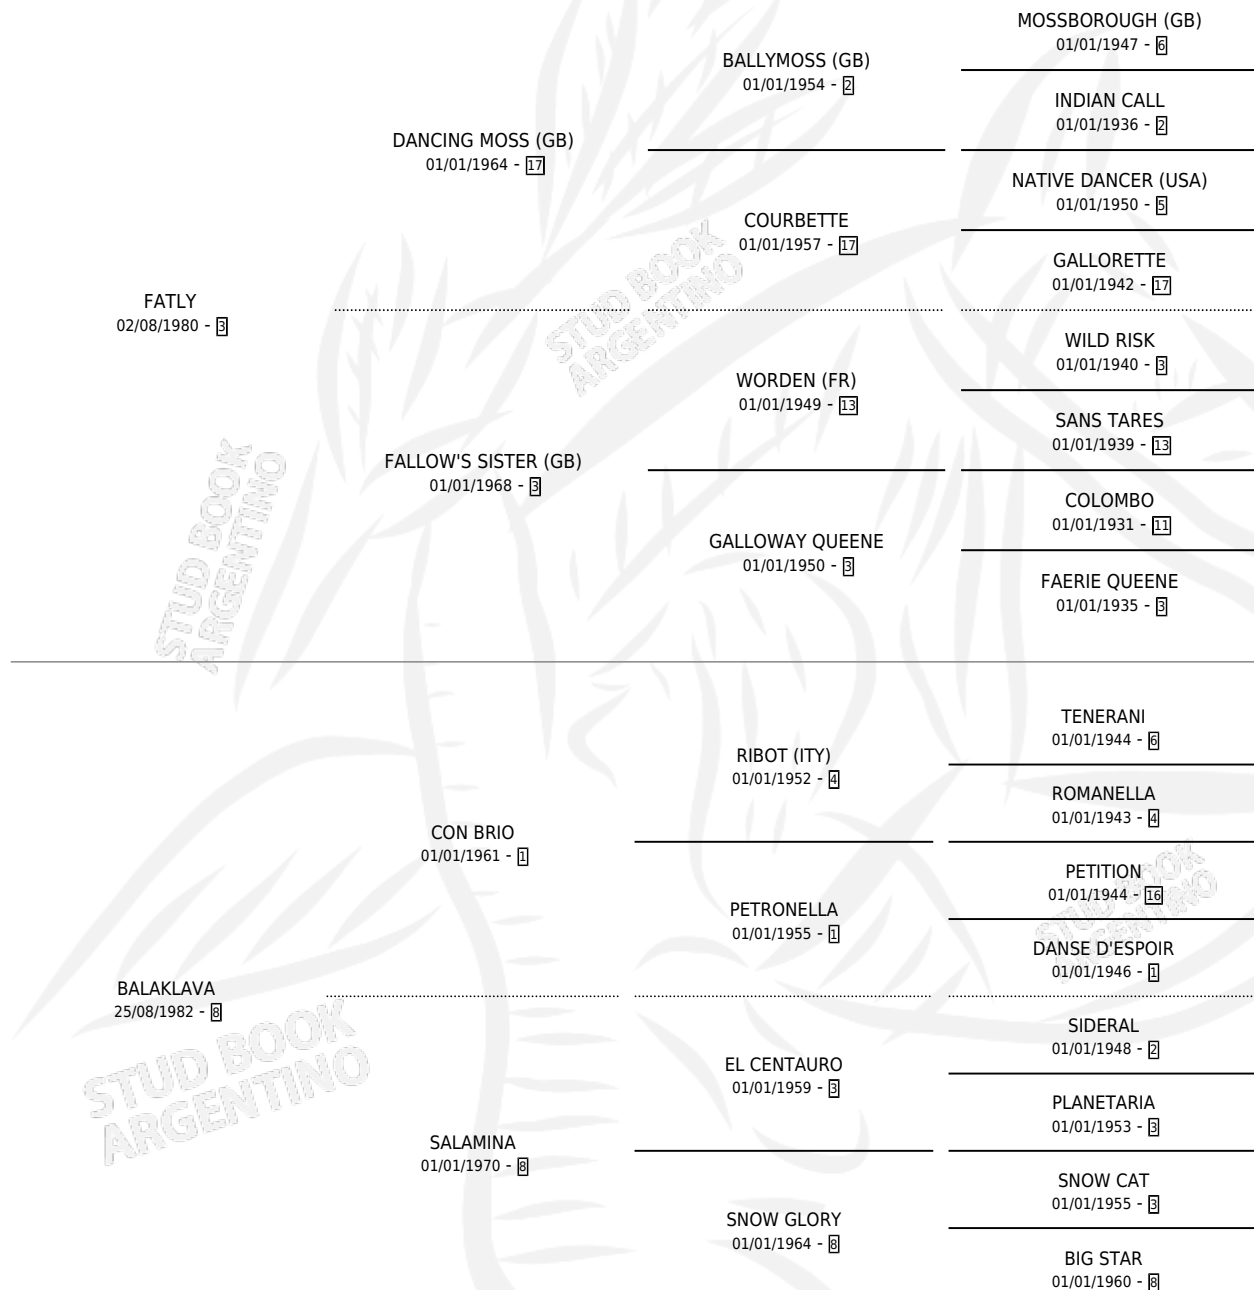 MOSSBOROUGH (GB)
01/01/1947 - 6
BALLYMOSS (GB)
01/01/1954 - 2
INDIAN CALL
01/01/1936 - 2
DANCING MOSS (GB)
01/01/1964 - 17
NATIVE DANCER (USA)
01/01/1950 - 5
COURBETTE
01/01/1957 - 17
GALLORETTE
01/01/1942 - 17
FATLY
02/08/1980 - 3
WILD RISK
01/01/1940 - 3
WORDEN (FR)
01/01/1949 - 13
SANS TARES
01/01/1939 - 13
FALLOW'S SISTER (GB)
01/01/1968 - 3
COLOMBO
01/01/1931 - 11
GALLOWAY QUEENE
01/01/1950 - 3
FAERIE QUEENE
01/01/1935 - 3
STUD BOOK
ARGENTINO
STUD BOOK
ARGENTINO
TENERANI
01/01/1944 - 6
RIBOT (ITY)
01/01/1952 - 4
ROMANELLA
01/01/1943 - 4
CON BRIO
01/01/1961 - 1
PETITION
01/01/1944 - 16
PETRONELLA
01/01/1955 - 1
DANSE D'ESPOIR
01/01/1946 - 1
BALAKLAVA
25/08/1982 - 8
SIDERAL
01/01/1948 - 2
EL CENTAURO
01/01/1959 - 3
PLANETARIA
01/01/1953 - 3
SALAMINA
01/01/1970 - 8
SNOW CAT
01/01/1955 - 3
SNOW GLORY
01/01/1964 - 8
BIG STAR
01/01/1960 - 8
STUD BOOK
ARGENTINO
STUD BOOK
ARGENTINO